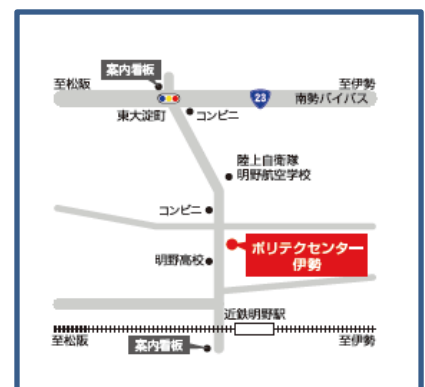 案内看板
至松阪
至伊勢
23
南勢バイパス
東大淀町
コンビニ
陸上自衛隊
明野航空学校
コンビニ
ポリテクセンター
伊勢
明野高校
近鉄明野駅
至松阪
至伊勢
案内看板